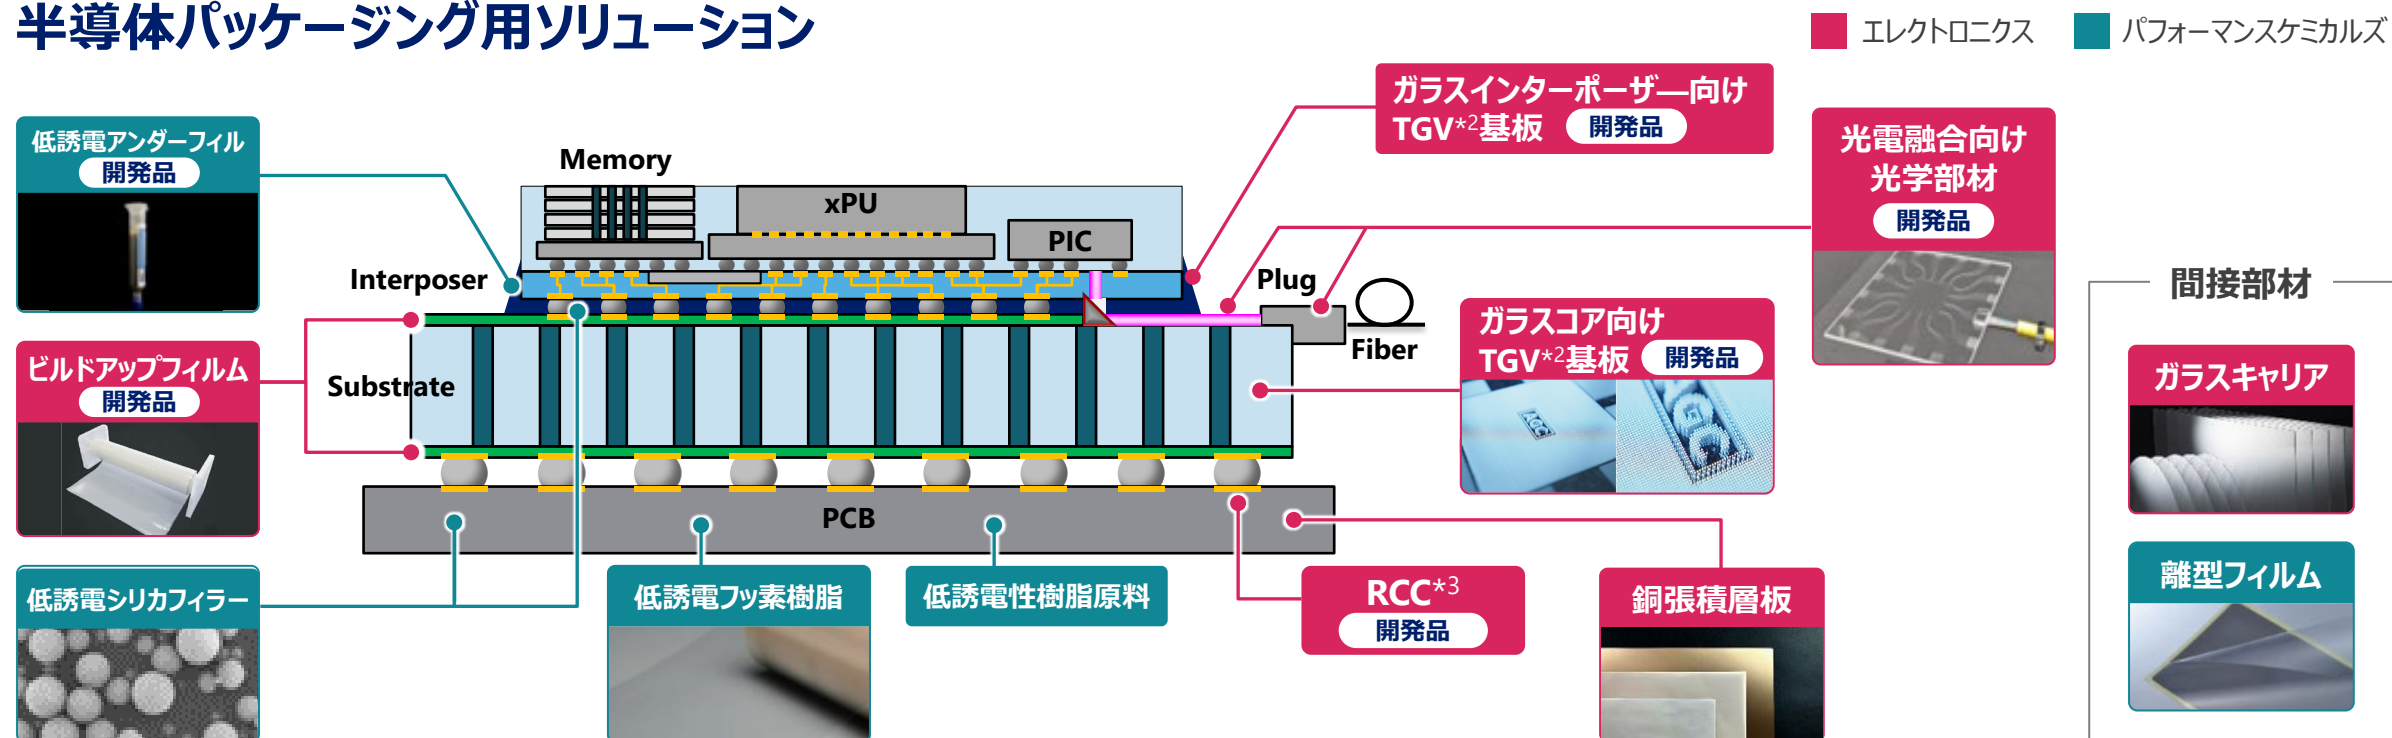 半導体パッケージング用ソリューション
エレクトロニクス
パフォーマンスケミカルズ
低誘電アンダーフィル
開発品
ビルドアップフィルム
開発品
低誘電シリカフィラー
Memory
xPU
PIC
Interposer
Plug
Fiber
Substrate
PCB
ガラスインターポーザ―向け
TGV*2基板 開発品
光電融合向け
光学部材
開発品
ガラスコア向け
TGV*2基板 開発品
AGC
AGC
低誘電フッ素樹脂
低誘電性樹脂原料
RCC*3
開発品
銅張積層板
間接部材
ガラスキャリア
離型フィルム